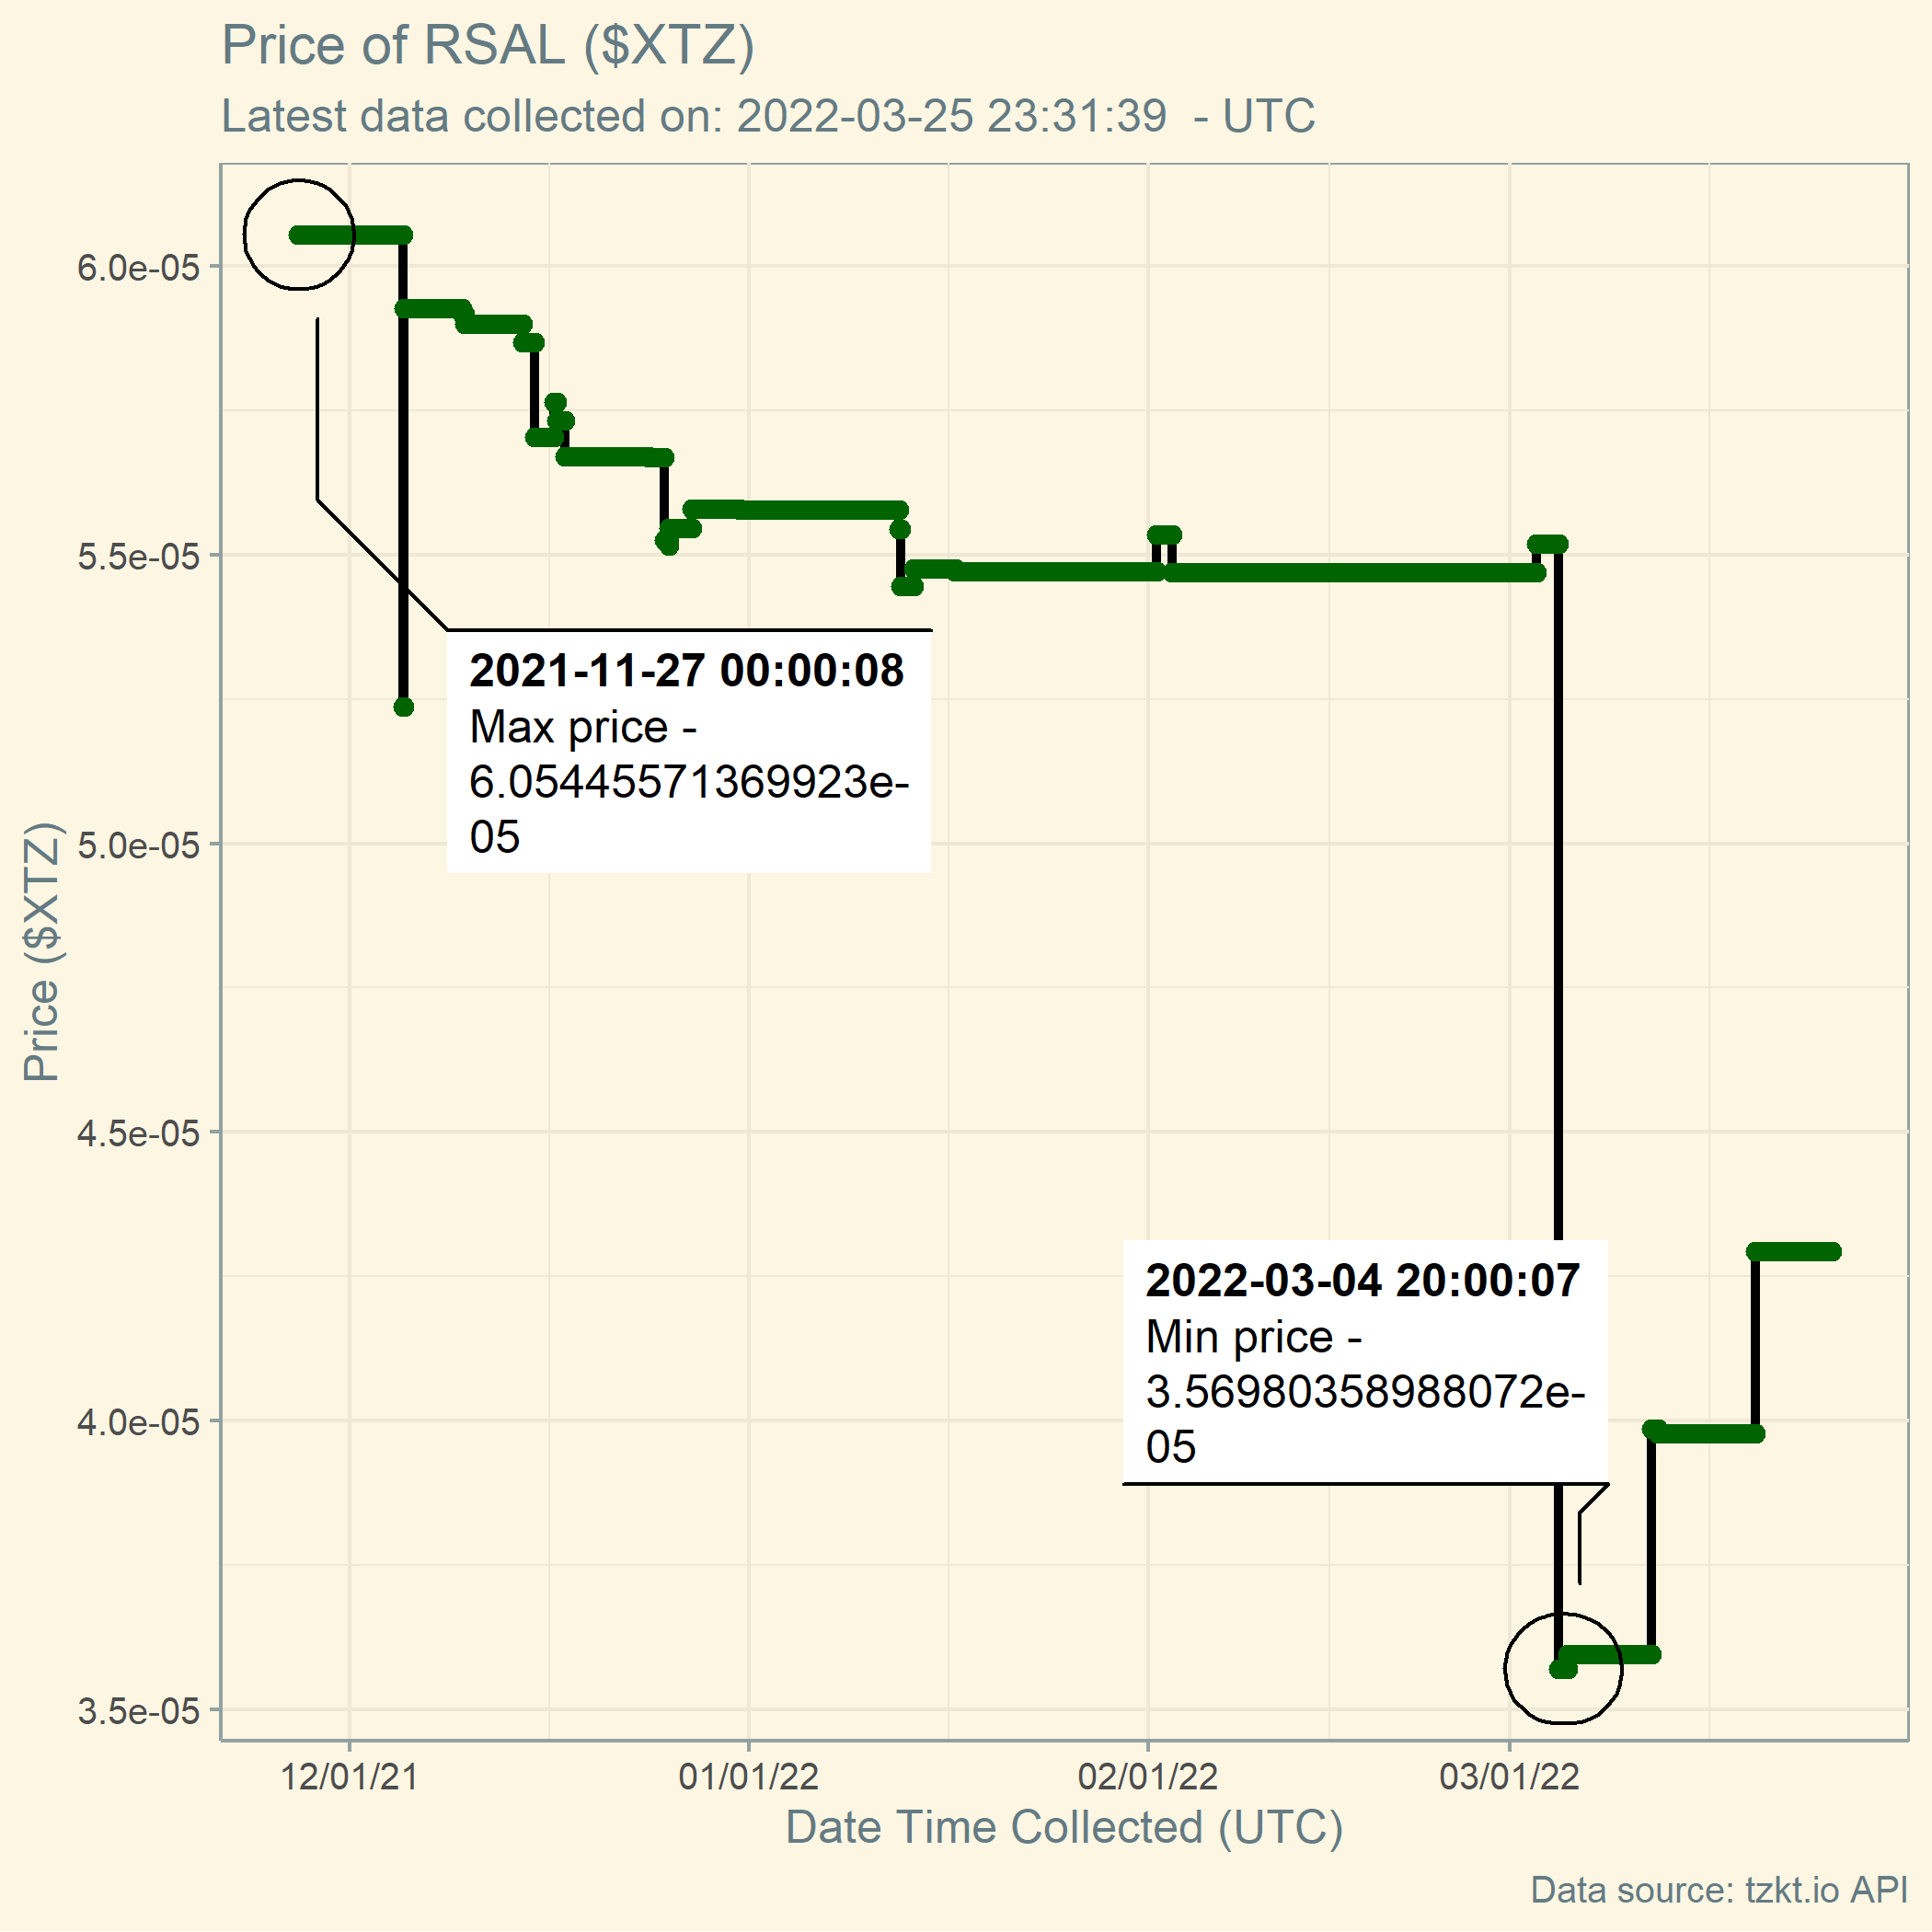 Price of RSAL ($XTZ)
Latest data collected on: 2022-03-25 23:31:39  - UTC
6.0e-05
5.5e-05
5.0e-05
4.5e-05
4.0e-05
3.5e-05
Price ($XTZ)
2021-11-27 00:00:08
Max price -
6.05445571369923e-
05
2022-03-04 20:00:07
Min price -
3.56980358988072e-
05
12/01/21
01/01/22
02/01/22
03/01/22
Date Time Collected (UTC)
Data source: tzkt.io API